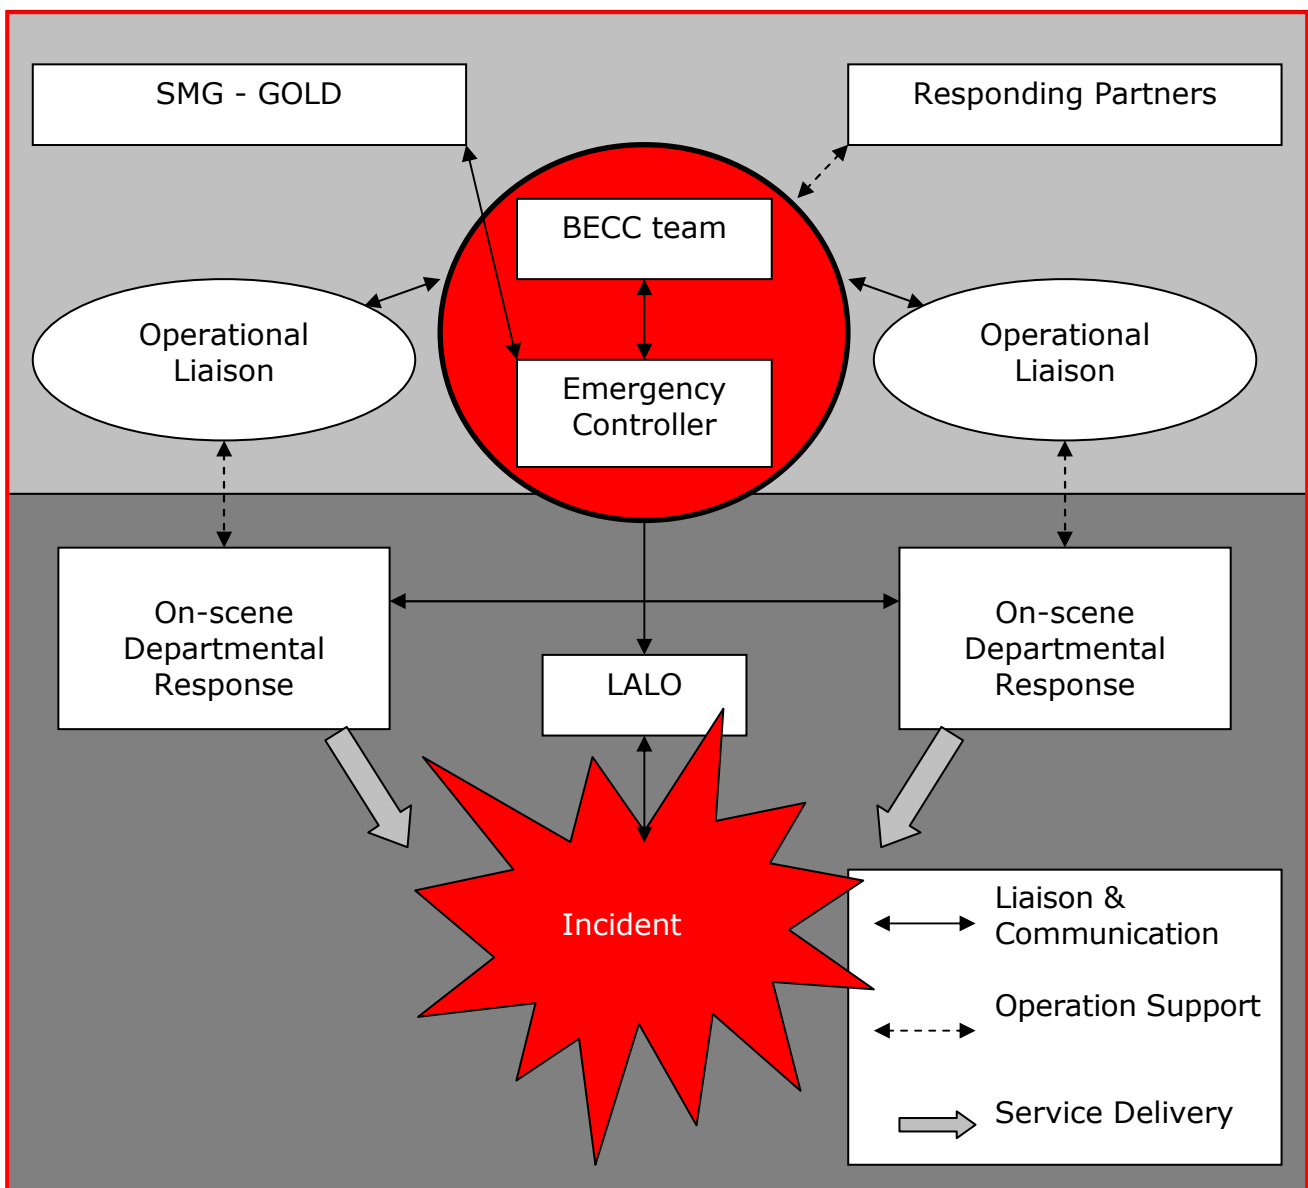 SMG - GOLD
Responding Partners
BECC team
Operational
Liaison
Emergency
Controller
Operational
Liaison
On-scene
Departmental
Response
LALO
On-scene
Departmental
Response
Incident
Liaison &
Communication
Operation Support
Service Delivery